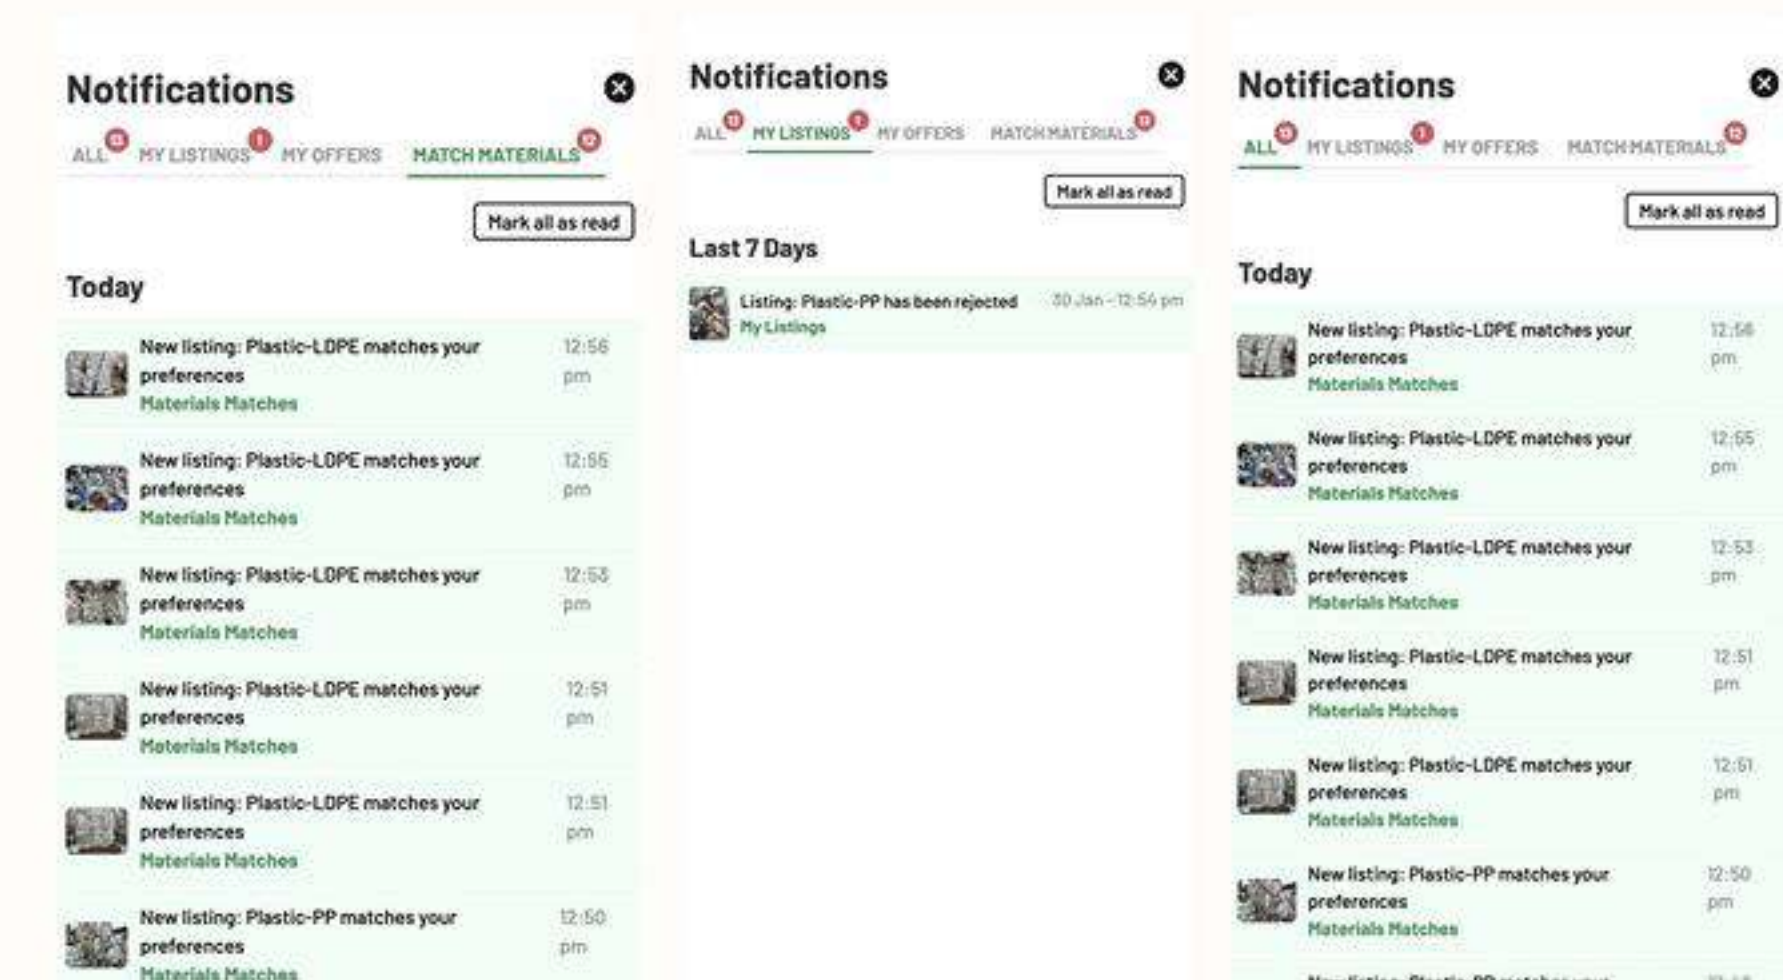 Notifications
ALL MY LISTINGS 1 MY OFFERS MATCH MATERIALS 12
Mark all as read
Today
New listing: Plastic-LDPE matches your
preferences
Materials Matches
12:56
pm
New listing: Plastic-LDPE matches your
preferences
Materials Matches
12:55
pm
New listing: Plastic-LDPE matches your
preferences
Materials Matches
12:53
pm
New listing: Plastic-LDPE matches your
preferences
Materials Matches
12:51
pm
New listing: Plastic-LDPE matches your
preferences
Materials Matches
12:51
pm
New listing: Plastic-PP matches your
preferences
Materials Matches
12:50
pm
Notifications
ALL MY LISTINGS MY OFFERS MATCH MATERIALS
Mark all as read
Last 7 Days
Listing: Plastic-PP has been rejected
My Listings
30 Jan - 12:54 pm
Notifications
ALL 13 MY LISTINGS 1 MY OFFERS MATCH MATERIALS 12
Mark all as read
Today
New listing: Plastic-LDPE matches your
preferences
Materials Matches
12:56
pm
New listing: Plastic-LDPE matches your
preferences
Materials Matches
12:55
pm
New listing: Plastic-LDPE matches your
preferences
Materials Matches
12:53
pm
New listing: Plastic-LDPE matches your
preferences
Materials Matches
12:51
pm
New listing: Plastic-LDPE matches your
preferences
Materials Matches
12:51
pm
New listing: Plastic-PP matches your
preferences
Materials Matches
12:50
pm